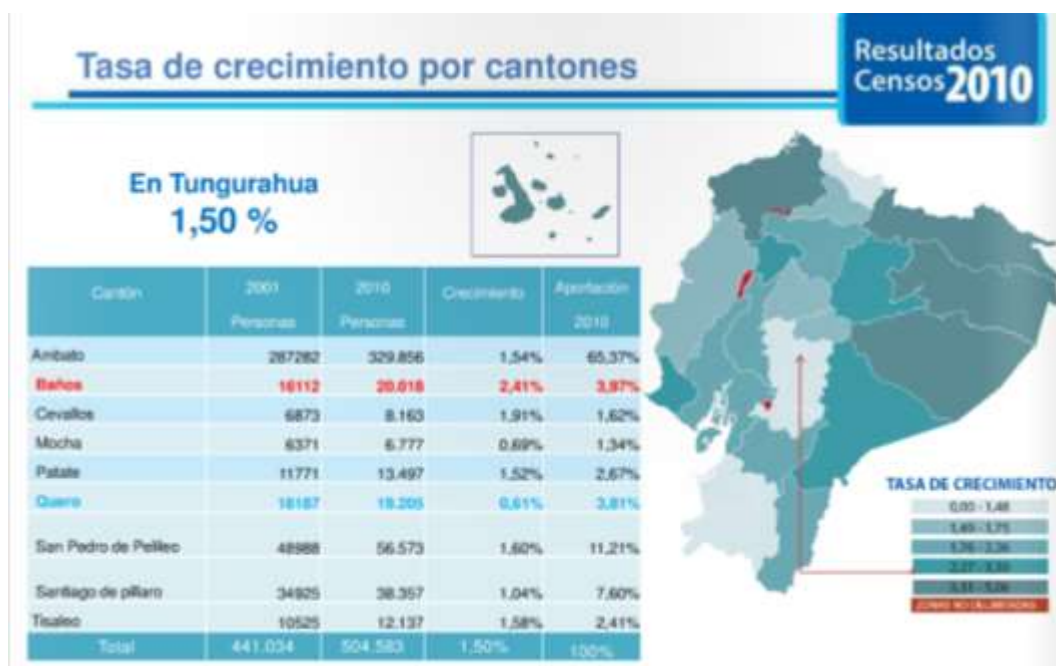 Resultados
Censos 2010
Tasa de crecimiento por cantones
En Tungurahua
1,50 %
Cantón 2001 Personas 2010 Personas Crecimiento Aportación 2010
Ambato 287282 329.856 1,54% 65,37%
Baños 16112 20.018 2,41% 3,97%
Cevallos 6873 8.163 1,91% 1,62%
Mocha 6371 6.777 0,69% 1,34%
Patate 11771 13.497 1,52% 2,67%
Quero 18187 19.205 0,61% 3,81%
San Pedro de Pelileo 48988 56.573 1,60% 11,21%
Santiago de píllaro 34925 38.357 1,04% 7,60%
Tisaleo 10525 12.137 1,58% 2,41%
Total 441.034 504.583 1,50% 100%
TASA DE CRECIMIENTO
0,00 - 1,48
1,49 - 1,75
1,76 - 2,36